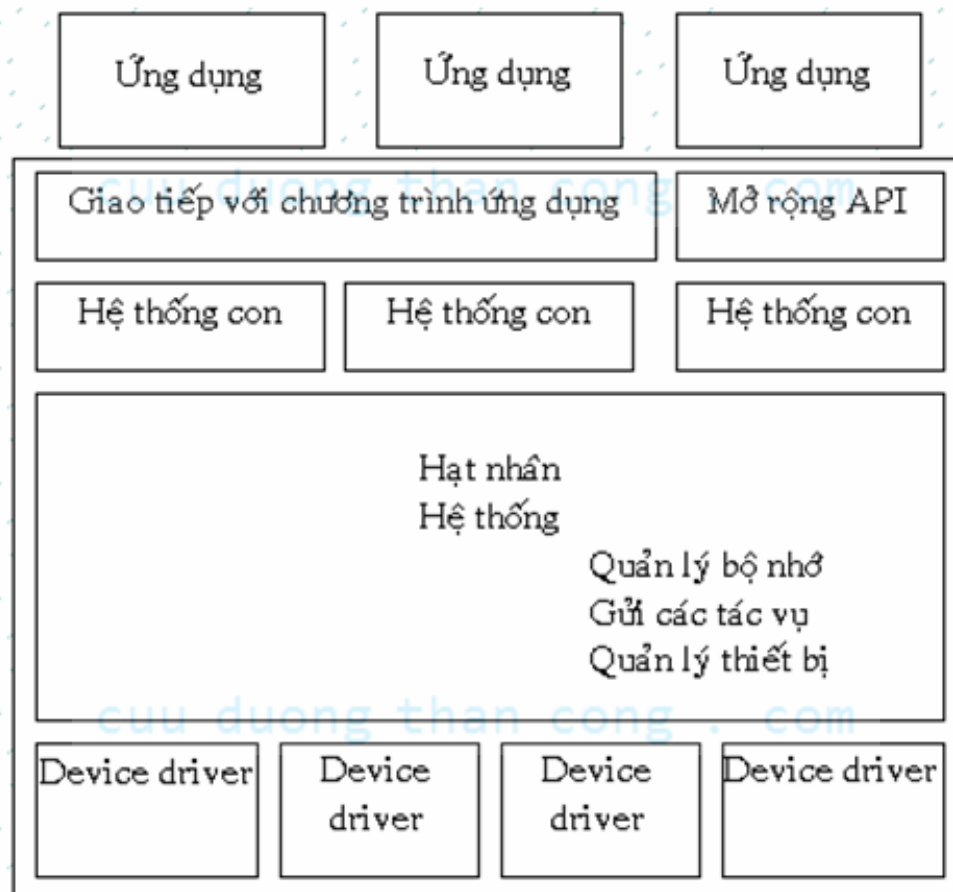 Ứng dụng Ứng dụng Ứng dụng
cuu duong than cong . com
Giao tiếp với chương trình ứng dụng Mở rộng API
Hệ thống con Hệ thống con Hệ thống con
Hạt nhân
Hệ thống
Quản lý bộ nhớ
Gửi các tác vụ
Quản lý thiết bị
cuu duong than cong . com
Device driver Device Device Device driver
driver driver